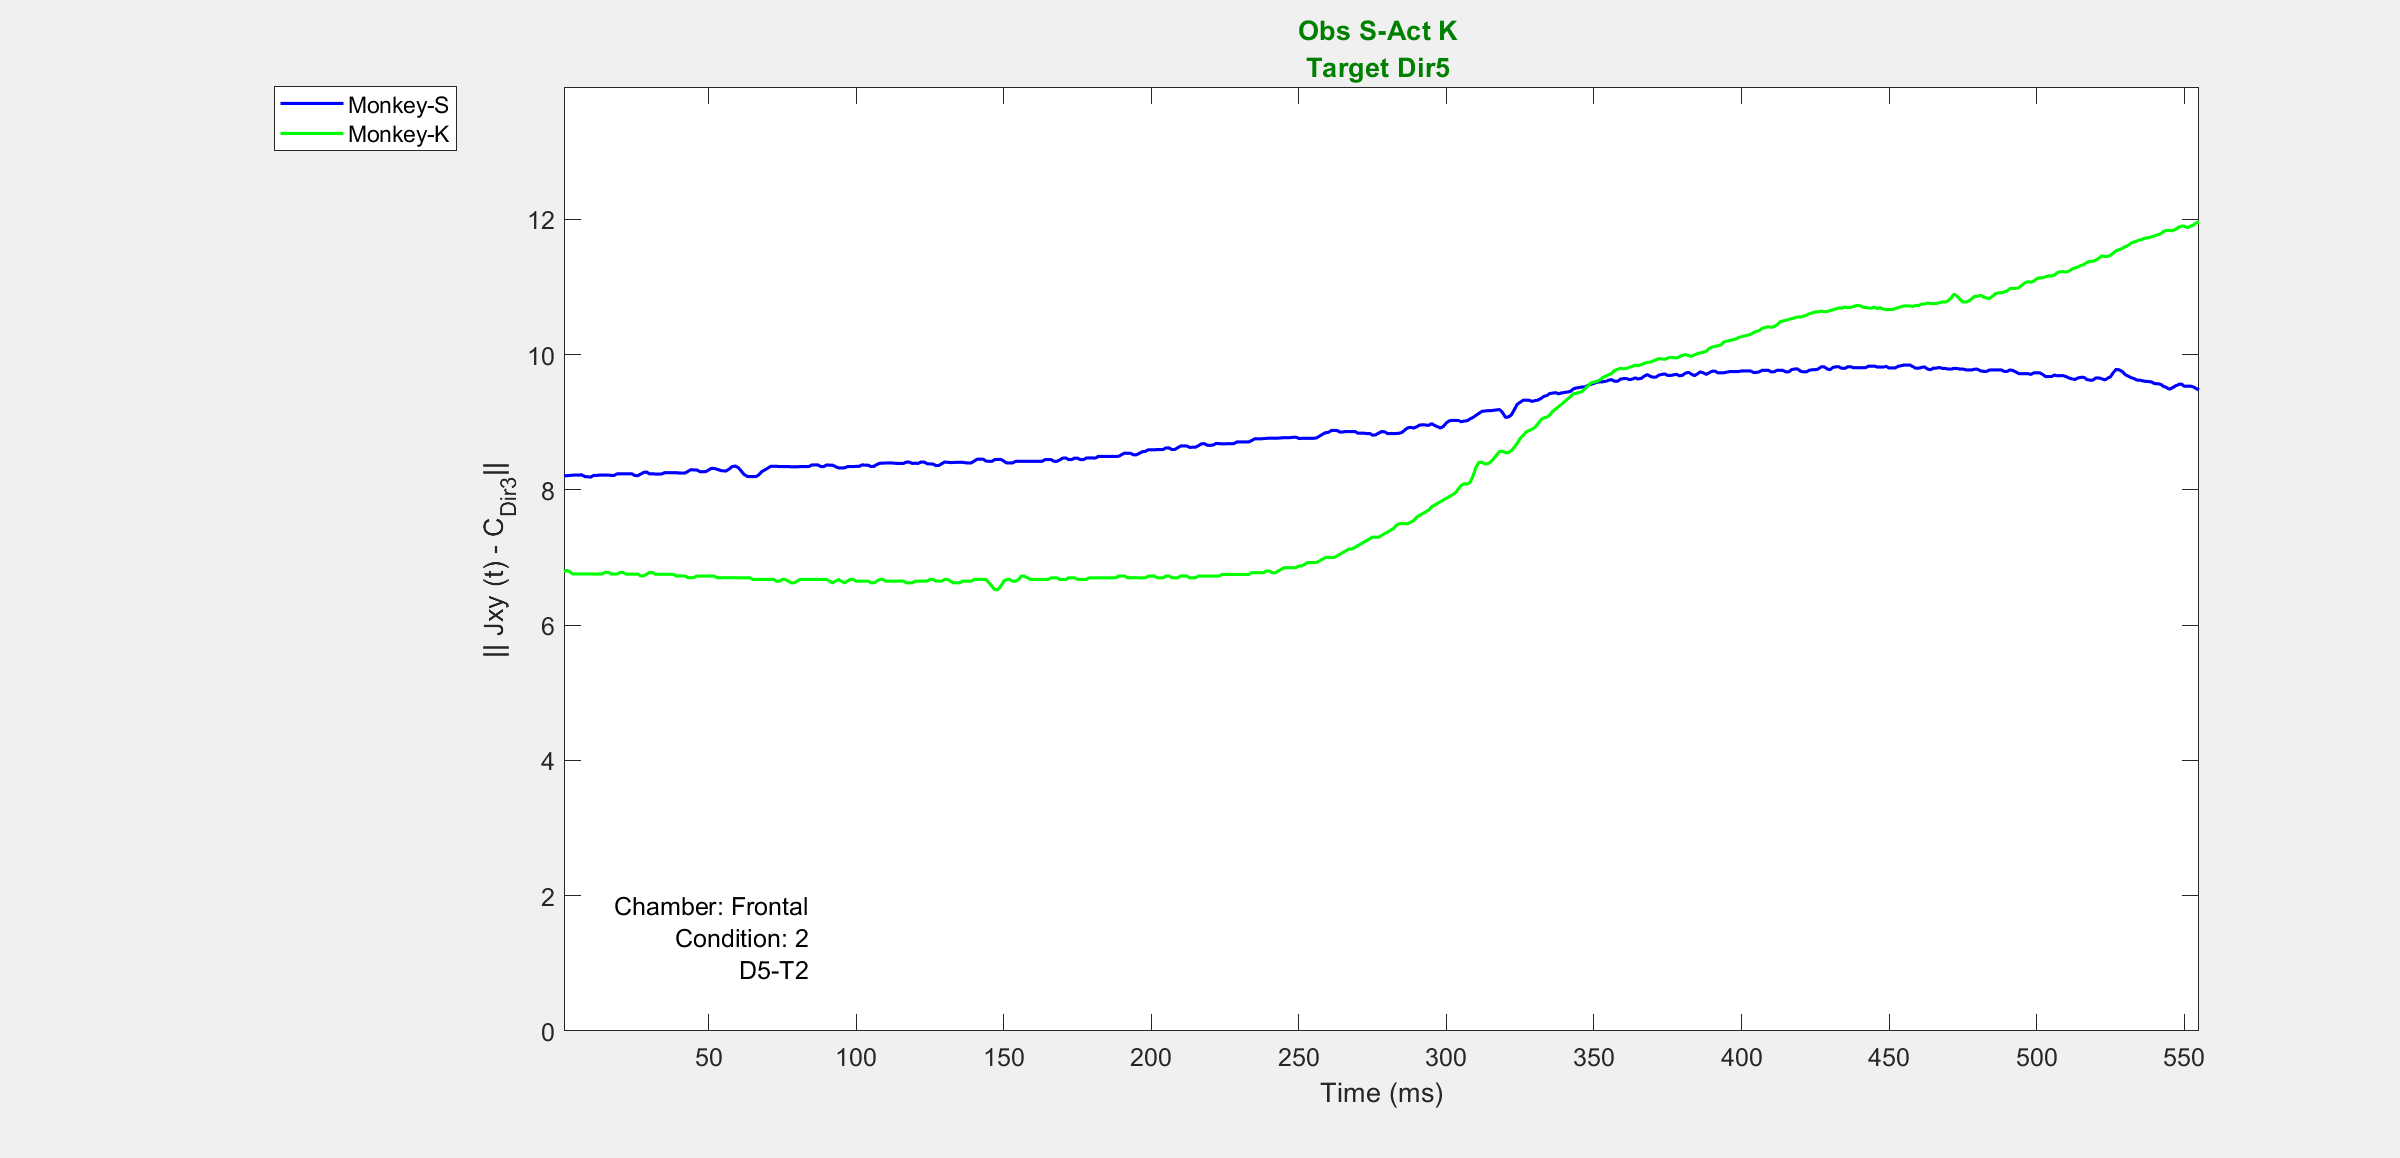 Obs S-Act K
Target Dir5
Monkey-S
Monkey-K
12
10
8
6
4
2
0
|| Jxy (t) - C_Dir3||
Chamber: Frontal
Condition: 2
D5-T2
50 100 150 200 250 300 350 400 450 500 550
Time (ms)